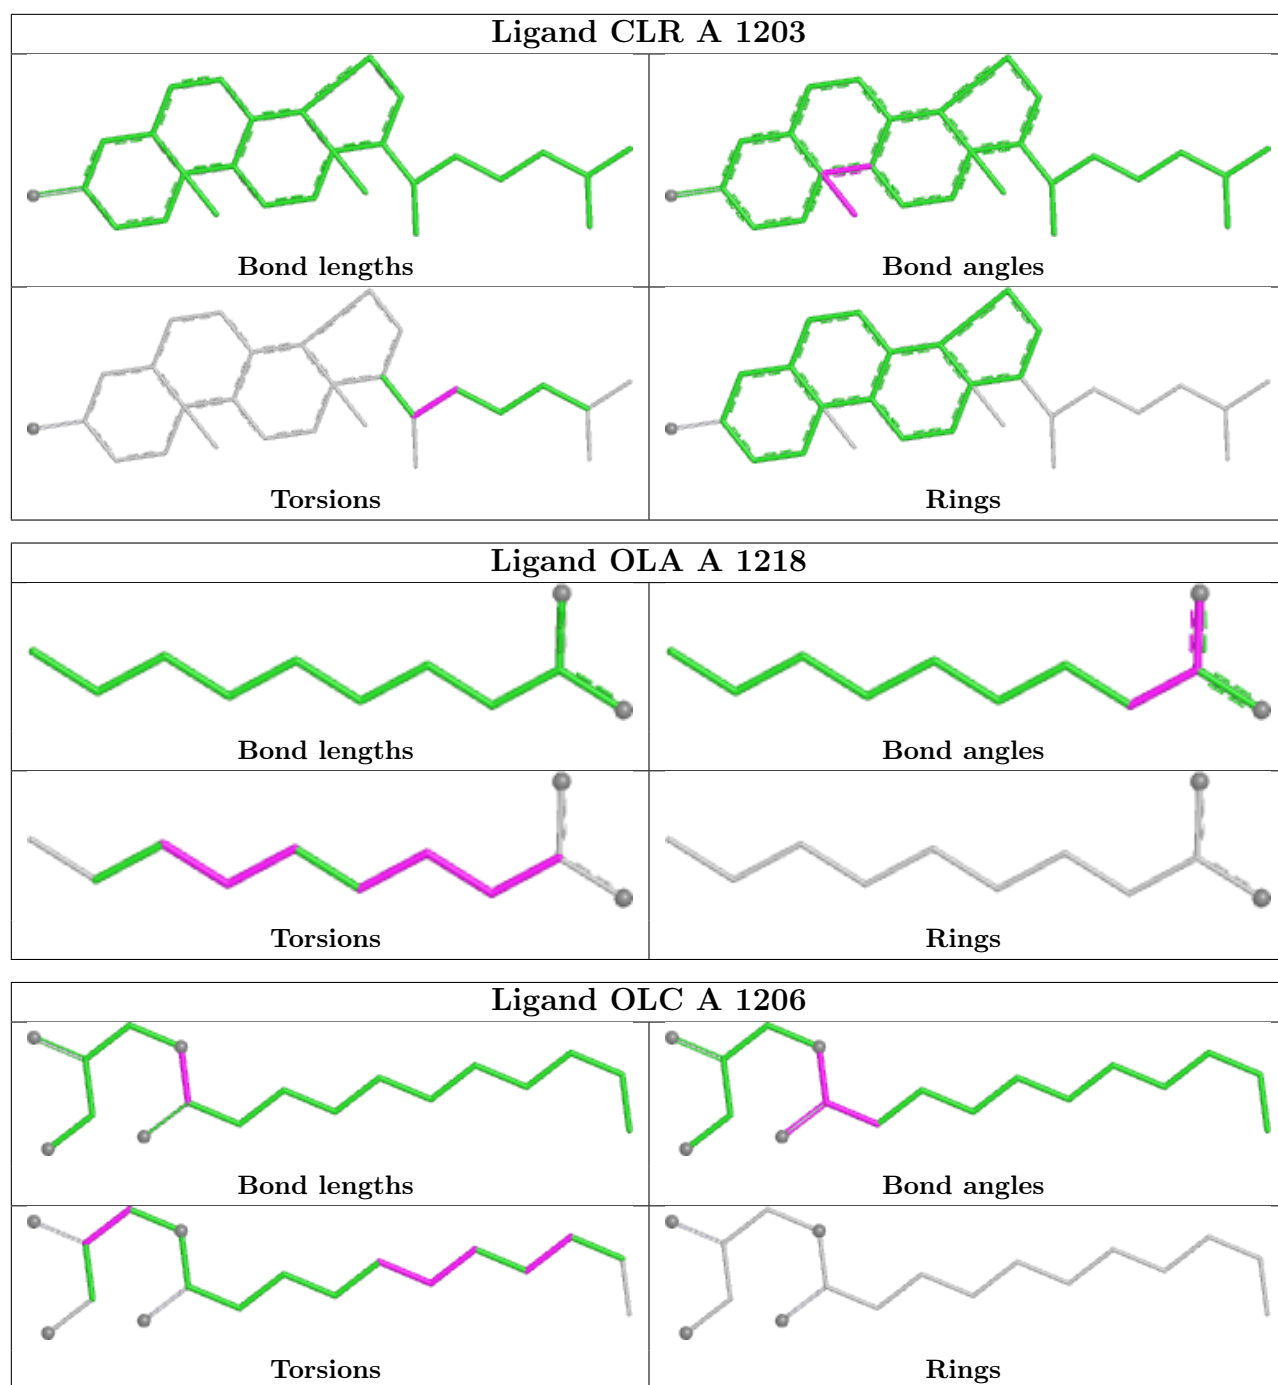 Ligand CLR A 1203
Bond lengths
Bond angles
Torsions
Rings
Ligand OLA A 1218
Bond lengths
Bond angles
Torsions
Rings
Ligand OLC A 1206
Bond lengths
Bond angles
Torsions
Rings